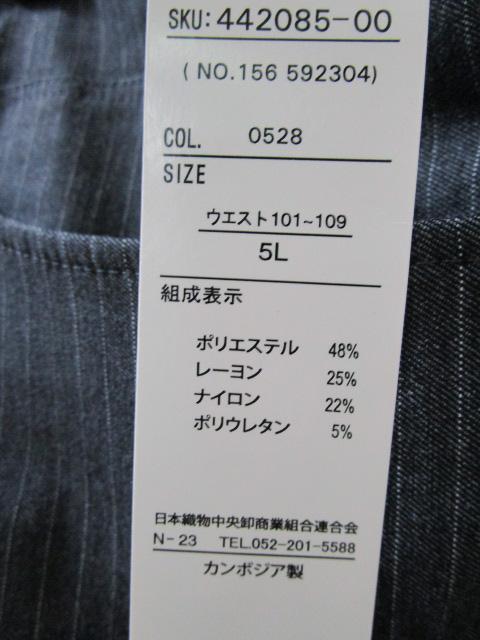 SKU: 442085-00
( NO.156 592304)
COL. 0528
SIZE
ウエスト101~109
5L
組成表示
ポリエステル 48%
レーヨン 25%
ナイロン 22%
ポリウレタン 5%
日本織物中央卸商業組合連合会
N-23 TEL.052-201-5588
カンボジア製